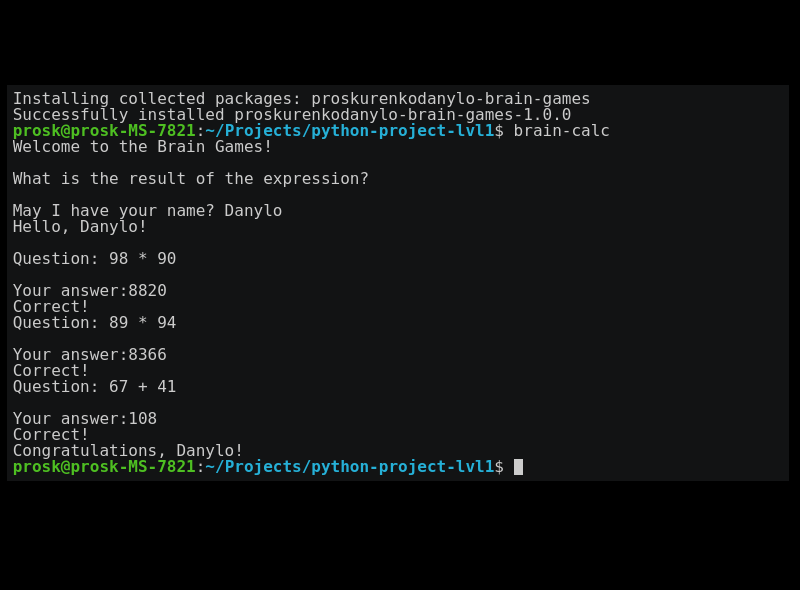 Installing collected packages: proskurenkodanylo-brain-games
Successfully installed proskurenkodanylo-brain-games-1.0.0
prosk@prosk-MS-7821:~/Projects/python-project-lvl1$ brain-calc
Welcome to the Brain Games!
What is the result of the expression?
May I have your name? Danylo
Hello, Danylo!
Question: 98 * 90
Your answer:8820
Correct!
Question: 89 * 94
Your answer:8366
Correct!
Question: 67 + 41
Your answer:108
Correct!
Congratulations, Danylo!
prosk@prosk-MS-7821:~/Projects/python-project-lvl1$